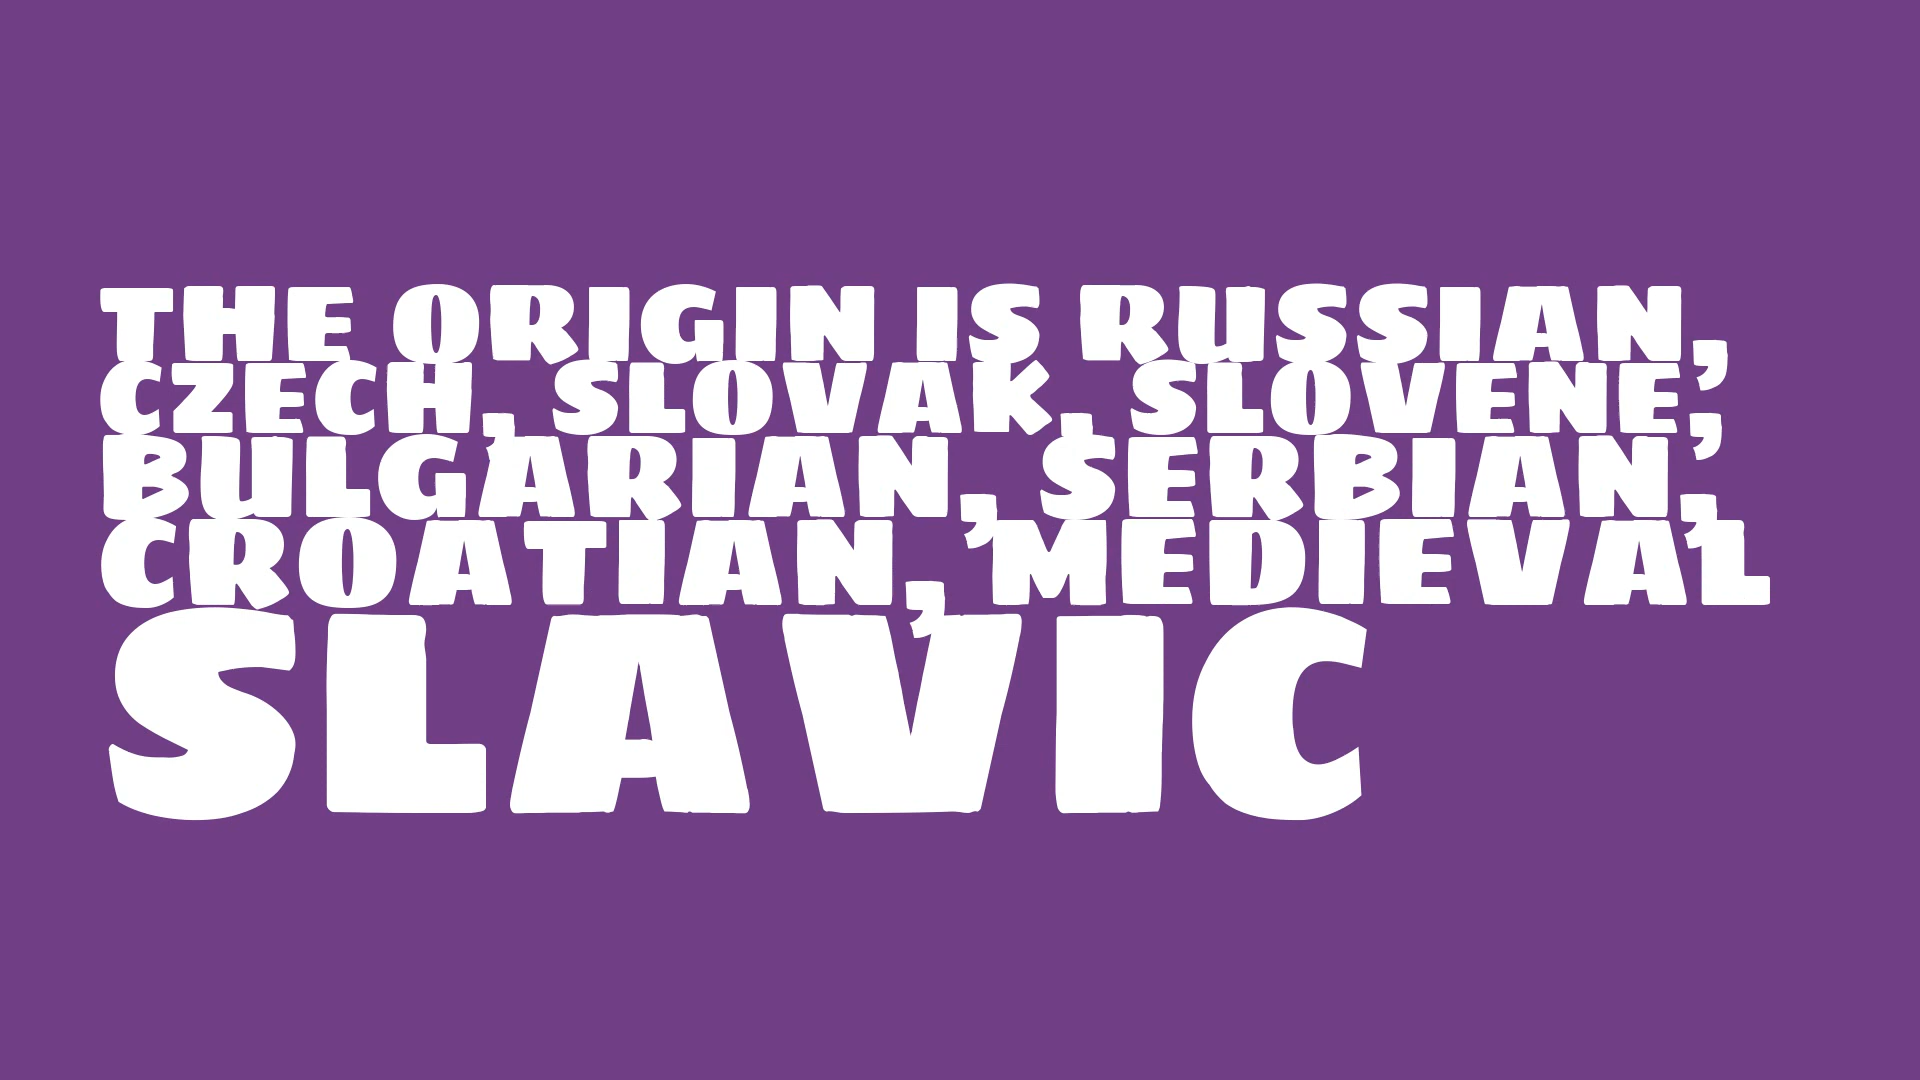 THE ORIGIN IS RUSSIAN,
CZECH, SLOVAK, SLOVENE,
BULGARIAN, SERBIAN,
CROATIAN, MEDIEVAL
SLAVIC